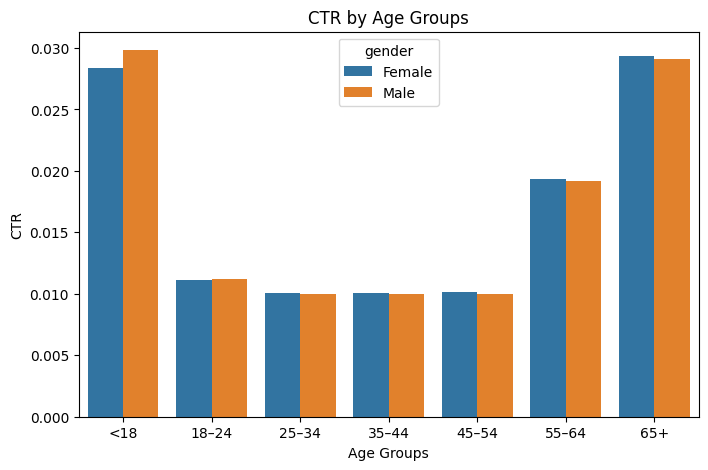 CTR by Age Groups
gender
Female
Male
CTR
0.030
0.025
0.020
0.015
0.010
0.005
0.000
<18 18–24 25–34 35–44 45–54 55–64 65+
Age Groups